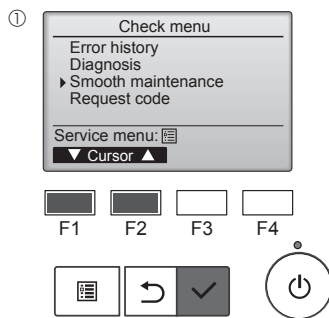 ①
Check menu
Error history
Diagnosis
Smooth maintenance
Request code
Service menu:
Cursor
F1 F2 F3 F4